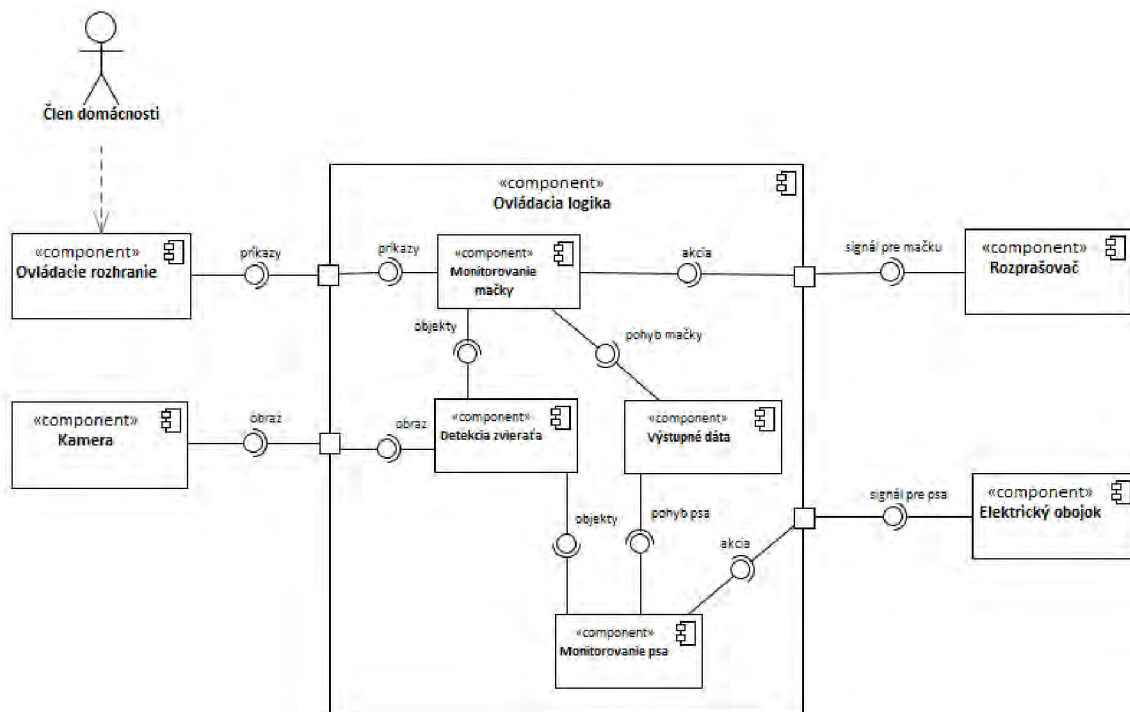 Člen domácnosti
«component»
Ovládacia logika
«component»
Ovládacie rozhranie
príkazy
príkazy
«component»
Monitorovanie
mačky
akcia
signál pre mačku
«component»
Rozprašovač
objekty
pohyb mačky
«component»
Kamera
obraz
obraz
«component»
Detekcia zvieraťa
«component»
Výstupné dáta
objekty
pohyb psa
akcia
signál pre psa
«component»
Elektrický obojok
«component»
Monitorovanie psa